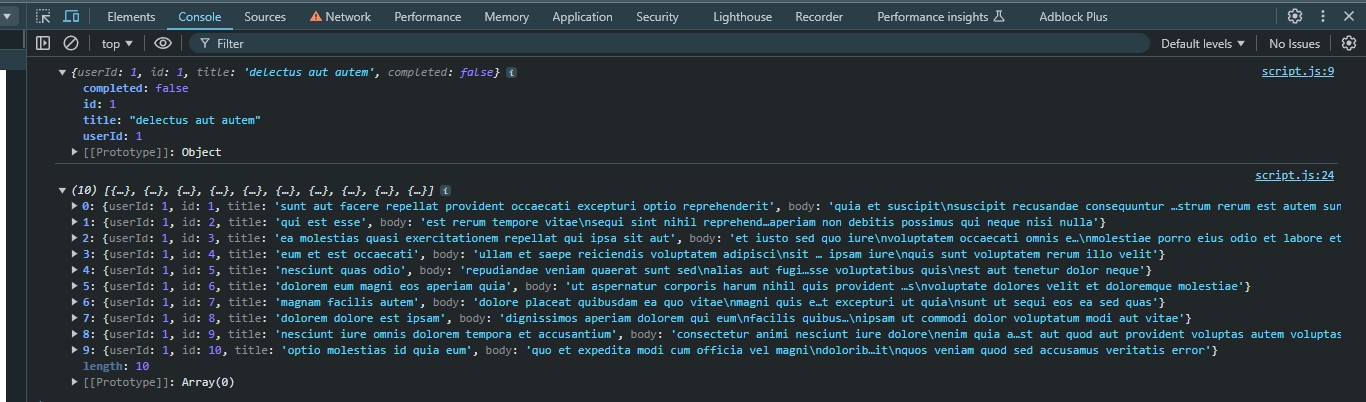 Elements Console Sources Network Performance Memory Application Security Lighthouse Recorder Performance insights Adblock Plus
top Filter Default levels No Issues
{userId: 1, id: 1, title: 'delectus aut autem', completed: false} script.js:9
completed: false
id: 1
title: "delectus aut autem"
userId: 1
[[Prototype]]: Object
script.js:24
(10) [{…}, {…}, {…}, {…}, {…}, {…}, {…}, {…}, {…}, {…}]
0: {userId: 1, id: 1, title: 'sunt aut facere repellat provident occaecati excepturi optio reprehenderit', body: 'quia et suscipit\nsuscipit recusandae consequuntur …strum rerum est autem sun
1: {userId: 1, id: 2, title: 'qui est esse', body: 'est rerum tempore vitae\nsequi sint nihil reprehend…aperiam non debitis possimus qui neque nisi nulla'}
2: {userId: 1, id: 3, title: 'ea molestias quasi exercitationem repellat qui ipsa sit aut', body: 'et iusto sed quo iure\nvoluptatem occaecati omnis e…\nmolestiae porro eius odio et labore et
3: {userId: 1, id: 4, title: 'eum et est occaecati', body: 'ullam et saepe reiciendis voluptatem adipisci\nsit … ipsam iure\nquis sunt voluptatem rerum illo velit'}
4: {userId: 1, id: 5, title: 'nesciunt quas odio', body: 'repudiandae veniam quaerat sunt sed\nalias aut fugi…sse voluptatibus quis\nest aut tenetur dolor neque'}
5: {userId: 1, id: 6, title: 'dolorem eum magni eos aperiam quia', body: 'ut aspernatur corporis harum nihil quis provident …s\nvoluptate dolores velit et doloremque molestiae'}
6: {userId: 1, id: 7, title: 'magnam facilis autem', body: 'dolore placeat quibusdam ea quo vitae\nmagni quis e…t excepturi ut quia\nsunt ut sequi eos ea sed quas'}
7: {userId: 1, id: 8, title: 'dolorem dolore est ipsam', body: 'dignissimos aperiam dolorem qui eum\nfacilis quibus…\nipsam ut commodi dolor voluptatum modi aut vitae'}
8: {userId: 1, id: 9, title: 'nesciunt iure omnis dolorem tempora et accusantium', body: 'consectetur animi nesciunt iure dolore\nenim quia a…st aut quod aut provident voluptas autem voluptas
9: {userId: 1, id: 10, title: 'optio molestias id quia eum', body: 'quo et expedita modi cum officia vel magni\ndolorib…it\nquos veniam quod sed accusamus veritatis error'}
length: 10
[[Prototype]]: Array(0)